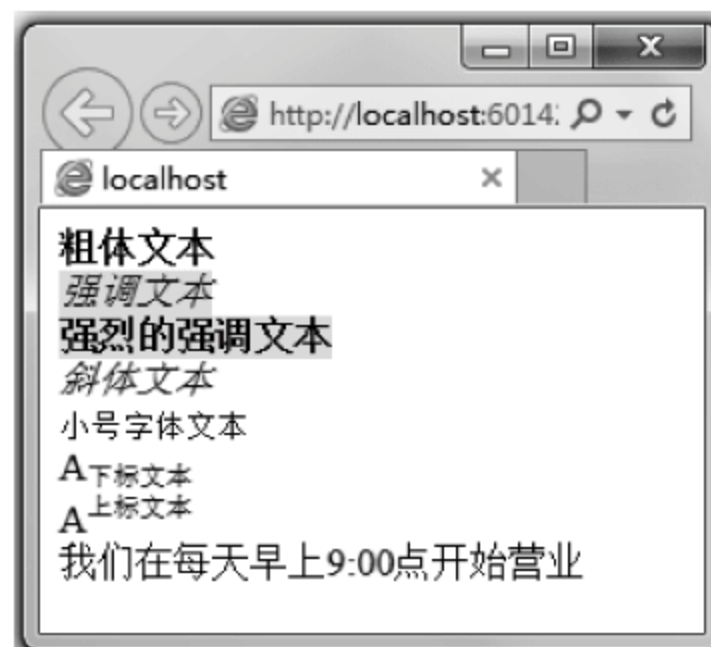 http://localhost:6014
localhost
粗体文本
强调文本
强烈的强调文本
斜体文本
小号字体文本
A下标文本
A上标文本
我们在每天早上9:00点开始营业